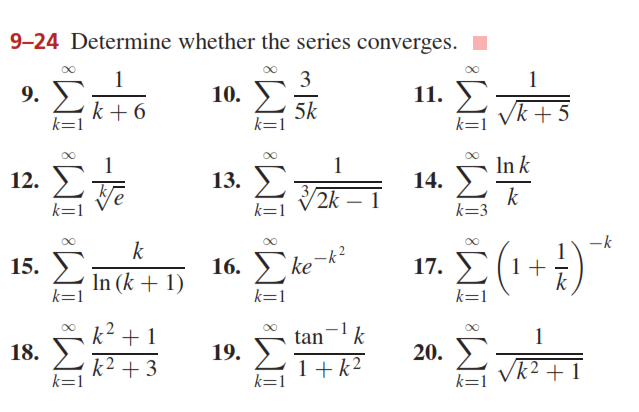 9–24 Determine whether the series converges.
9. $\sum_{k=1}^{\infty} \frac{1}{k+6}$ 10. $\sum_{k=1}^{\infty} \frac{3}{5k}$ 11. $\sum_{k=1}^{\infty} \frac{1}{\sqrt{k+5}}$
12. $\sum_{k=1}^{\infty} \frac{1}{\sqrt[k]{e}}$ 13. $\sum_{k=1}^{\infty} \frac{1}{\sqrt[3]{2k-1}}$ 14. $\sum_{k=3}^{\infty} \frac{\ln k}{k}$
15. $\sum_{k=1}^{\infty} \frac{k}{\ln (k+1)}$ 16. $\sum_{k=1}^{\infty} ke^{-k^2}$ 17. $\sum_{k=1}^{\infty} \left(1+\frac{1}{k}\right)^{-k}$
18. $\sum_{k=1}^{\infty} \frac{k^2+1}{k^2+3}$ 19. $\sum_{k=1}^{\infty} \frac{\tan^{-1} k}{1+k^2}$ 20. $\sum_{k=1}^{\infty} \frac{1}{\sqrt{k^2+1}}$